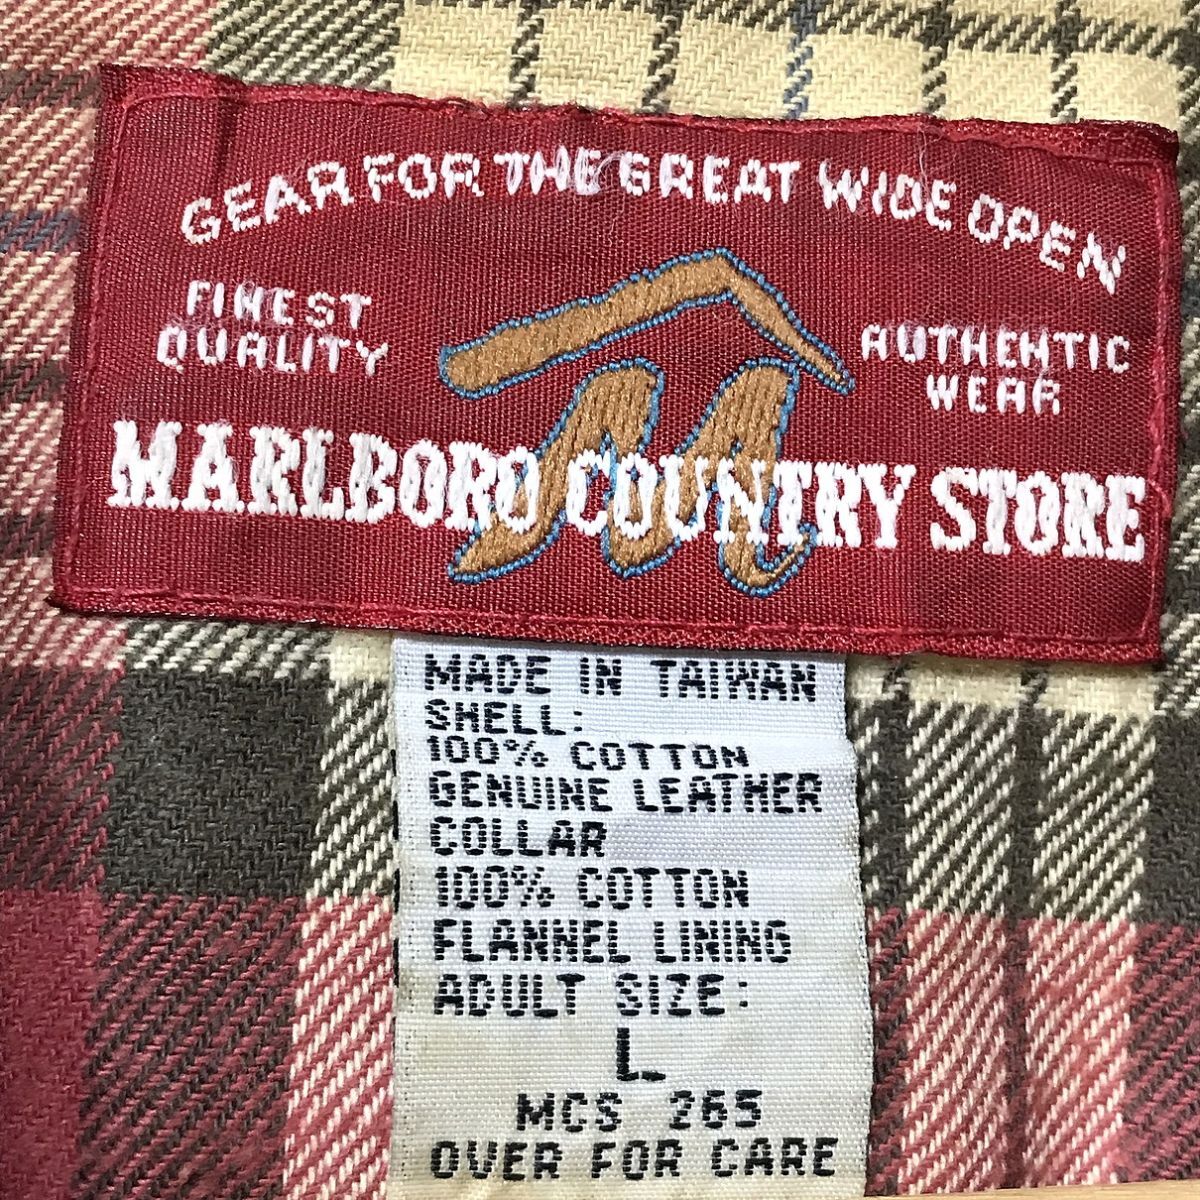 GEAR FOR THE GREAT WIDE OPEN
FINEST
QUALITY
AUTHENTIC
WEAR
MARLBORO COUNTRY STORE
MADE IN TAIWAN
SHELL:
100% COTTON
GENUINE LEATHER
COLLAR
100% COTTON
FLANNEL LINING
ADULT SIZE:
L
MCS 265
OVER FOR CARE